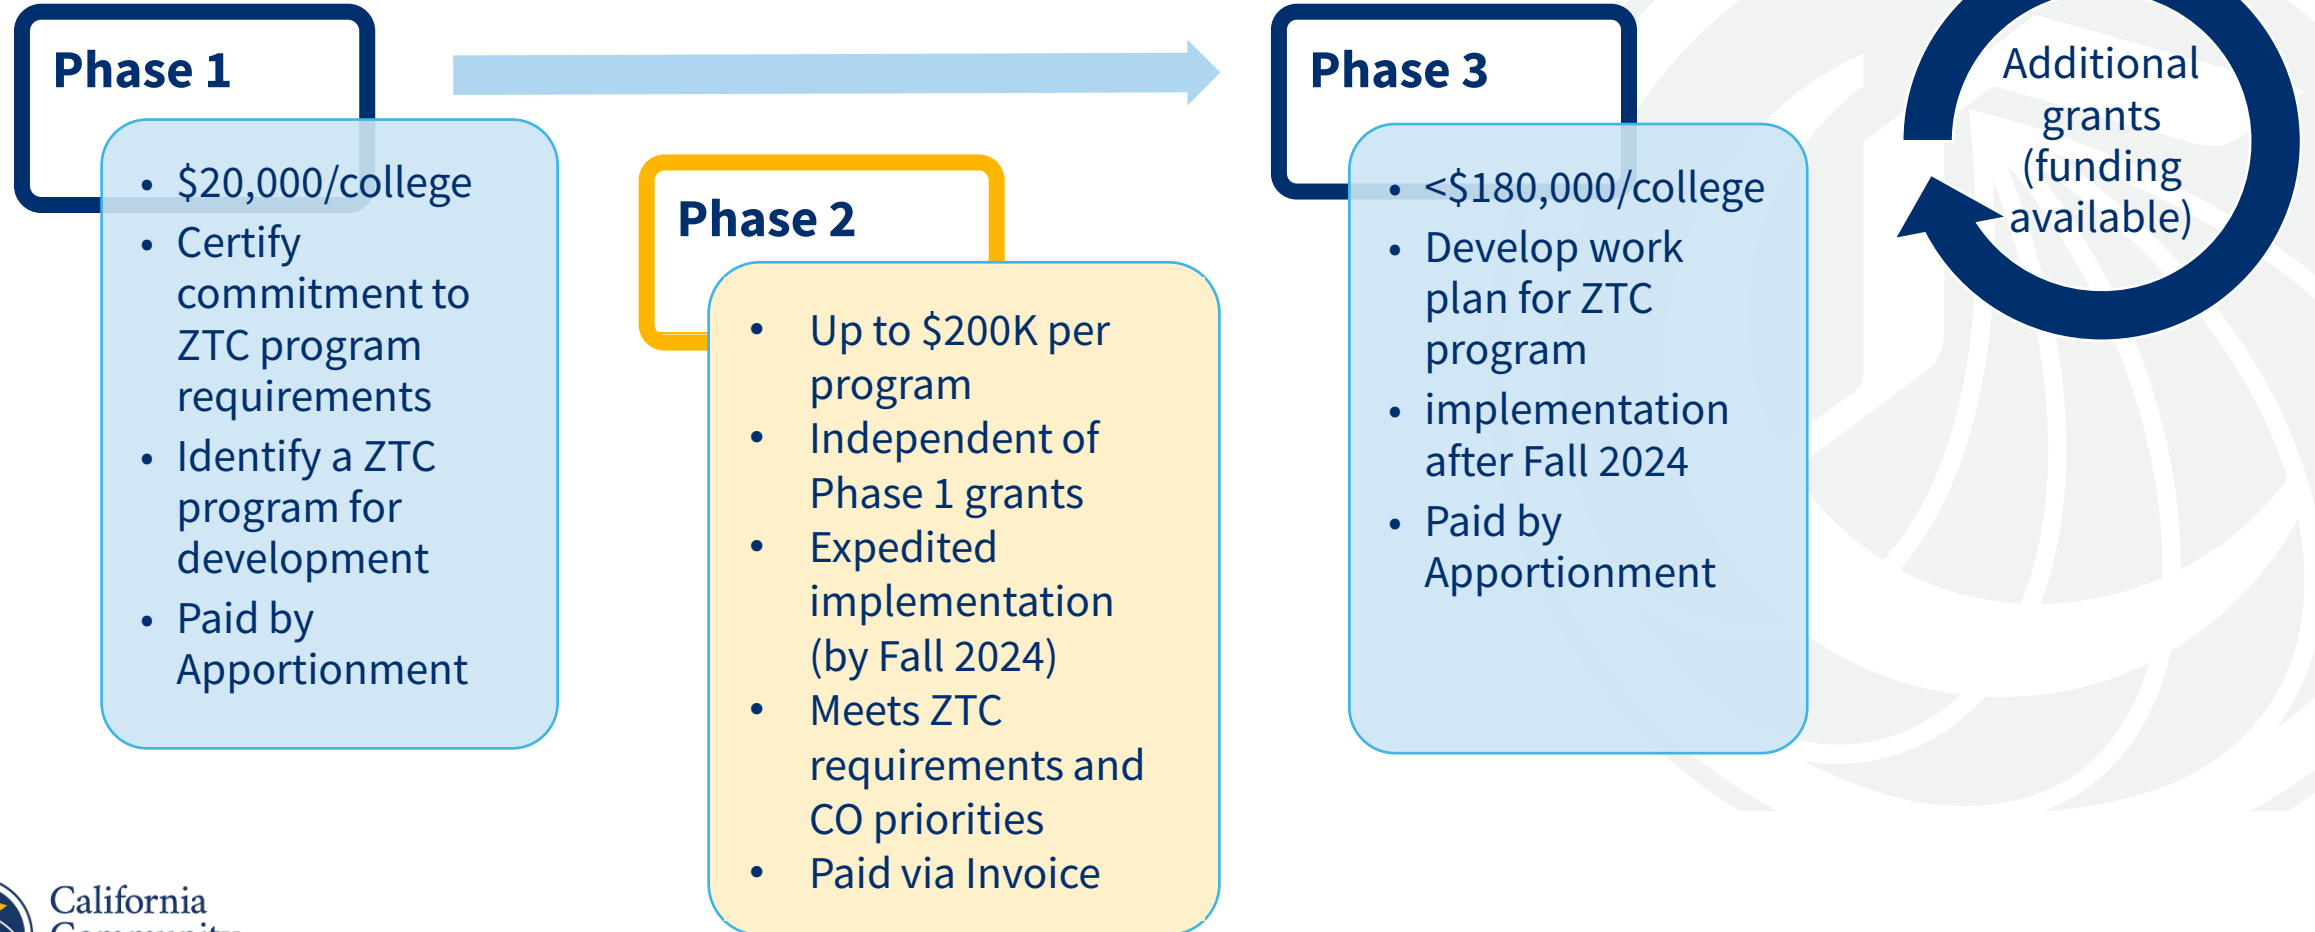 Phase 1
• $20,000/college
• Certify
commitment to
ZTC program
requirements
• Identify a ZTC
program for
development
• Paid by
Apportionment
Phase 2
• Up to $200K per
program
• Independent of
Phase 1 grants
• Expedited
implementation
(by Fall 2024)
• Meets ZTC
requirements and
CO priorities
• Paid via Invoice
Phase 3
• <$180,000/college
• Develop work
plan for ZTC
program
• implementation
after Fall 2024
• Paid by
Apportionment
Additional
grants
(funding
available)
California
Community